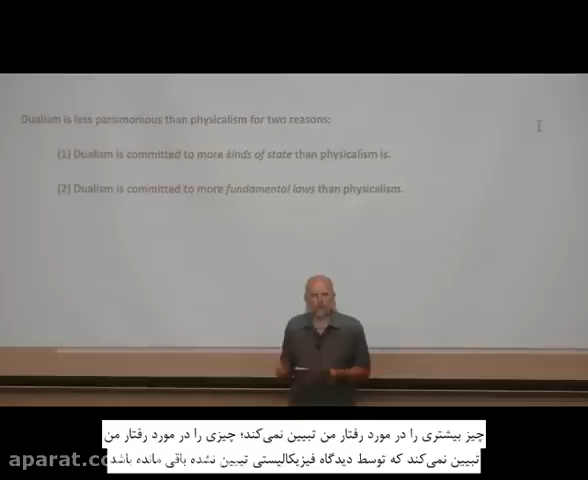 Dualism is less parsimonious than physicalism for two reasons:
(1) Dualism is committed to more kinds of state than physicalism is.
(2) Dualism is committed to more fundamental laws than physicalism.
چیز بیشتری را در مورد رفتار من تبیین نمی‌کند؛ چیزی را در مورد رفتار من
تبیین نمی‌کند که توسط دیدگاه فیزیکالیستی تبیین نشده باقی مانده باشد
aparat.com